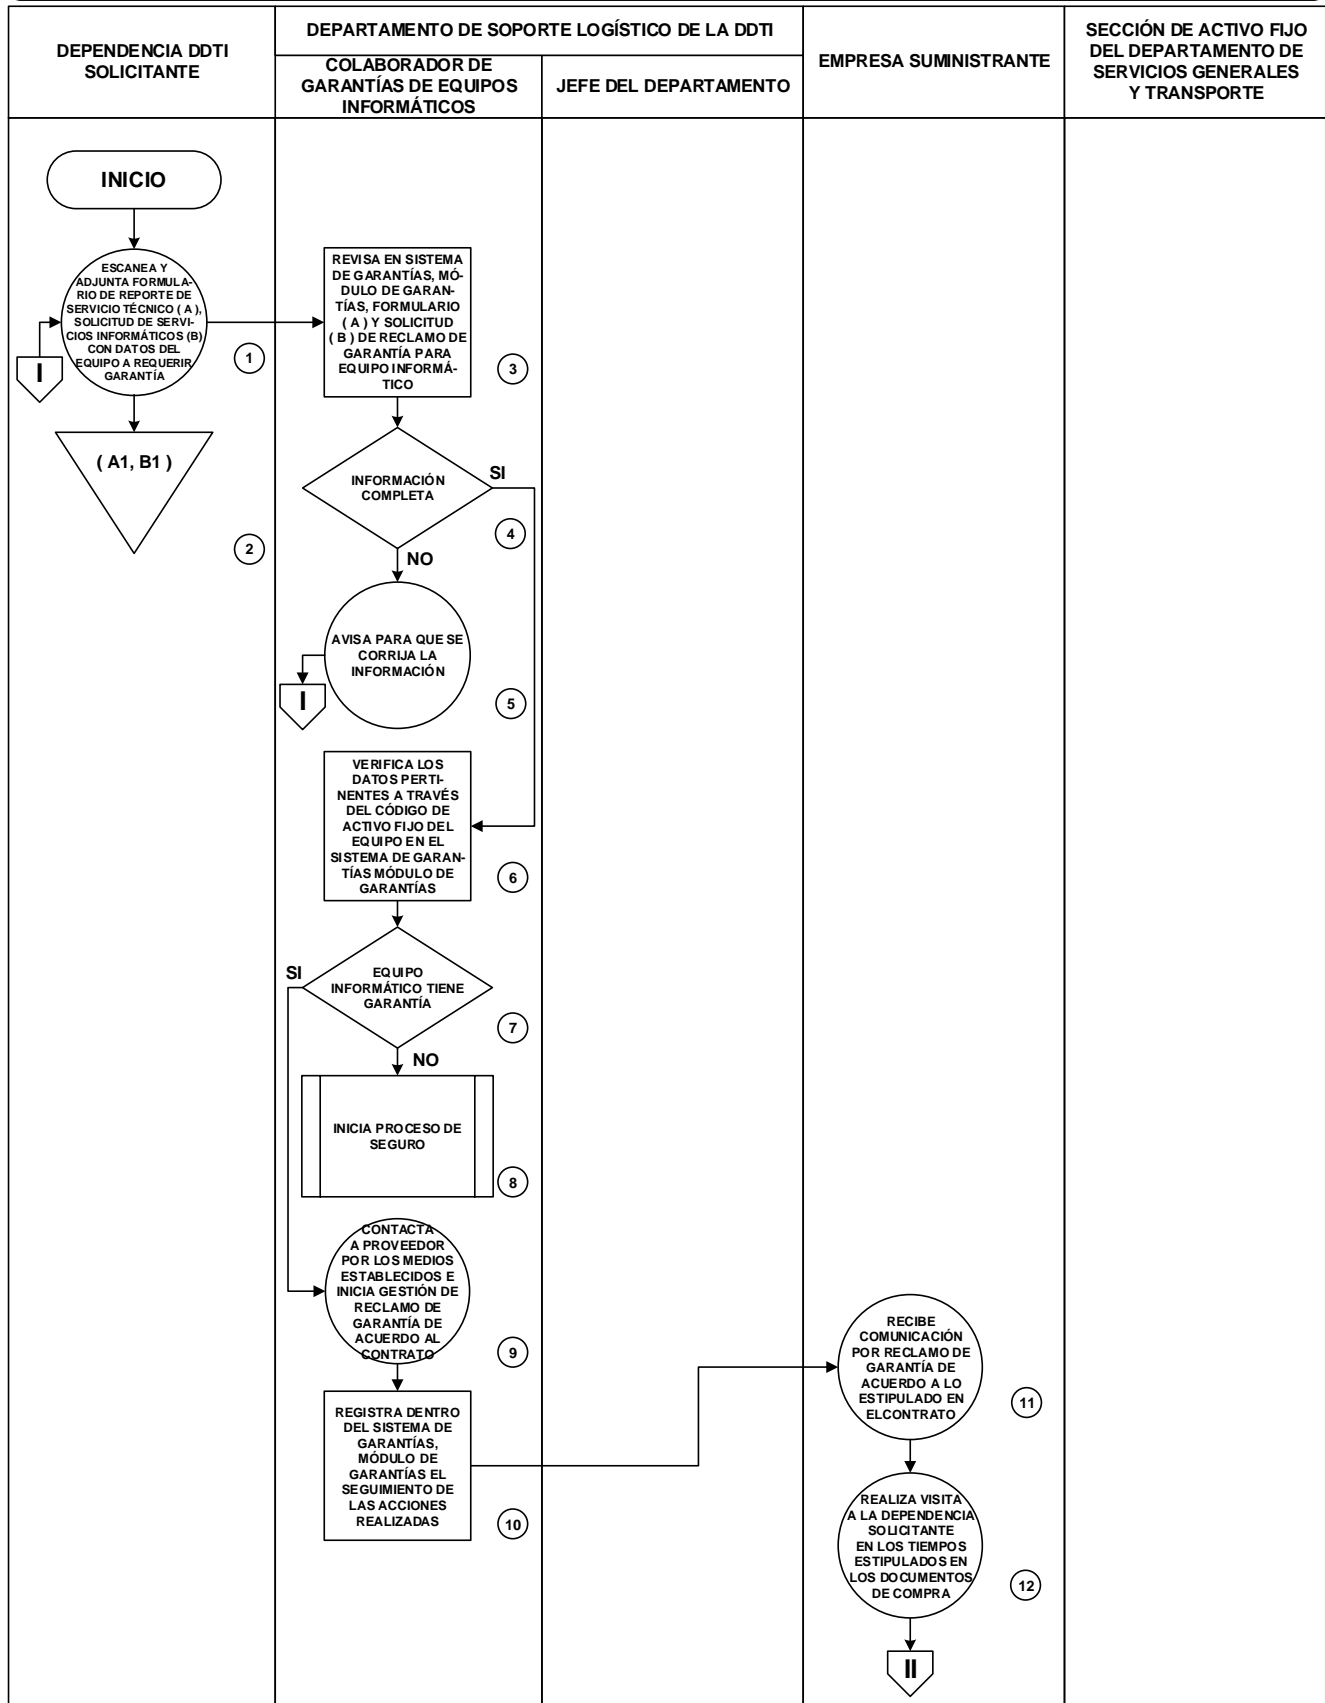 DEPENDENCIA DDTI
SOLICITANTE
DEPARTAMENTO DE SOPORTE LOGÍSTICO DE LA DDTI
COLABORADOR DE
GARANTÍAS DE EQUIPOS
INFORMÁTICOS
JEFE DEL DEPARTAMENTO
EMPRESA SUMINISTRANTE
SECCIÓN DE ACTIVO FIJO
DEL DEPARTAMENTO DE
SERVICIOS GENERALES
Y TRANSPORTE
INICIO
ESCANEA Y
ADJUNTA FORMULA-
RIO DE REPORTE DE
SERVICIO TÉCNICO ( A ),
SOLICITUD DE SERVI-
CIOS INFORMÁTICOS (B)
CON DATOS DEL
EQUIPO A REQUERIR
GARANTÍA
I
1
( A1, B1 )
2
REVISA EN SISTEMA
DE GARANTÍAS, MÓ-
DULO DE GARAN-
TÍAS, FORMULARIO
( A ) Y SOLICITUD
( B ) DE RECLAMO DE
GARANTÍA PARA
EQUIPO INFORMÁ-
TICO
3
INFORMACIÓN
COMPLETA
SI
4
NO
AVISA PARA QUE SE
CORRIJA LA
INFORMACIÓN
I
5
VERIFICA LOS
DATOS PERTI-
NENTES A TRAVÉS
DEL CÓDIGO DE
ACTIVO FIJO DEL
EQUIPO EN EL
SISTEMA DE GARAN-
TÍAS MÓDULO DE
GARANTÍAS
6
SI
EQUIPO
INFORMÁTICO TIENE
GARANTÍA
7
NO
INICIA PROCESO DE
SEGURO
8
CONTACTA
A PROVEEDOR
POR LOS MEDIOS
ESTABLECIDOS E
INICIA GESTIÓN DE
RECLAMO DE
GARANTÍA DE
ACUERDO AL
CONTRATO
9
REGISTRA DENTRO
DEL SISTEMA DE
GARANTÍAS,
MÓDULO DE
GARANTÍAS EL
SEGUIMIENTO DE
LAS ACCIONES
REALIZADAS
10
RECIBE
COMUNICACIÓN
POR RECLAMO DE
GARANTÍA DE
ACUERDO A LO
ESTIPULADO EN
ELCONTRATO
11
REALIZA VISITA
A LA DEPENDENCIA
SOLICITANTE
EN LOS TIEMPOS
ESTIPULADOS EN
LOS DOCUMENTOS
DE COMPRA
12
II